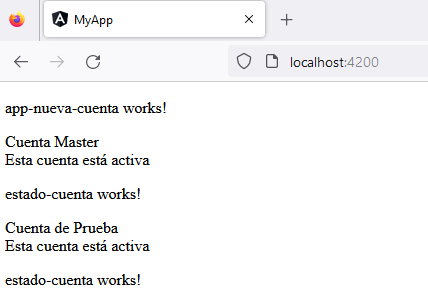 MyApp
localhost:4200
app-nueva-cuenta works!
Cuenta Master
Esta cuenta está activa
estado-cuenta works!
Cuenta de Prueba
Esta cuenta está activa
estado-cuenta works!